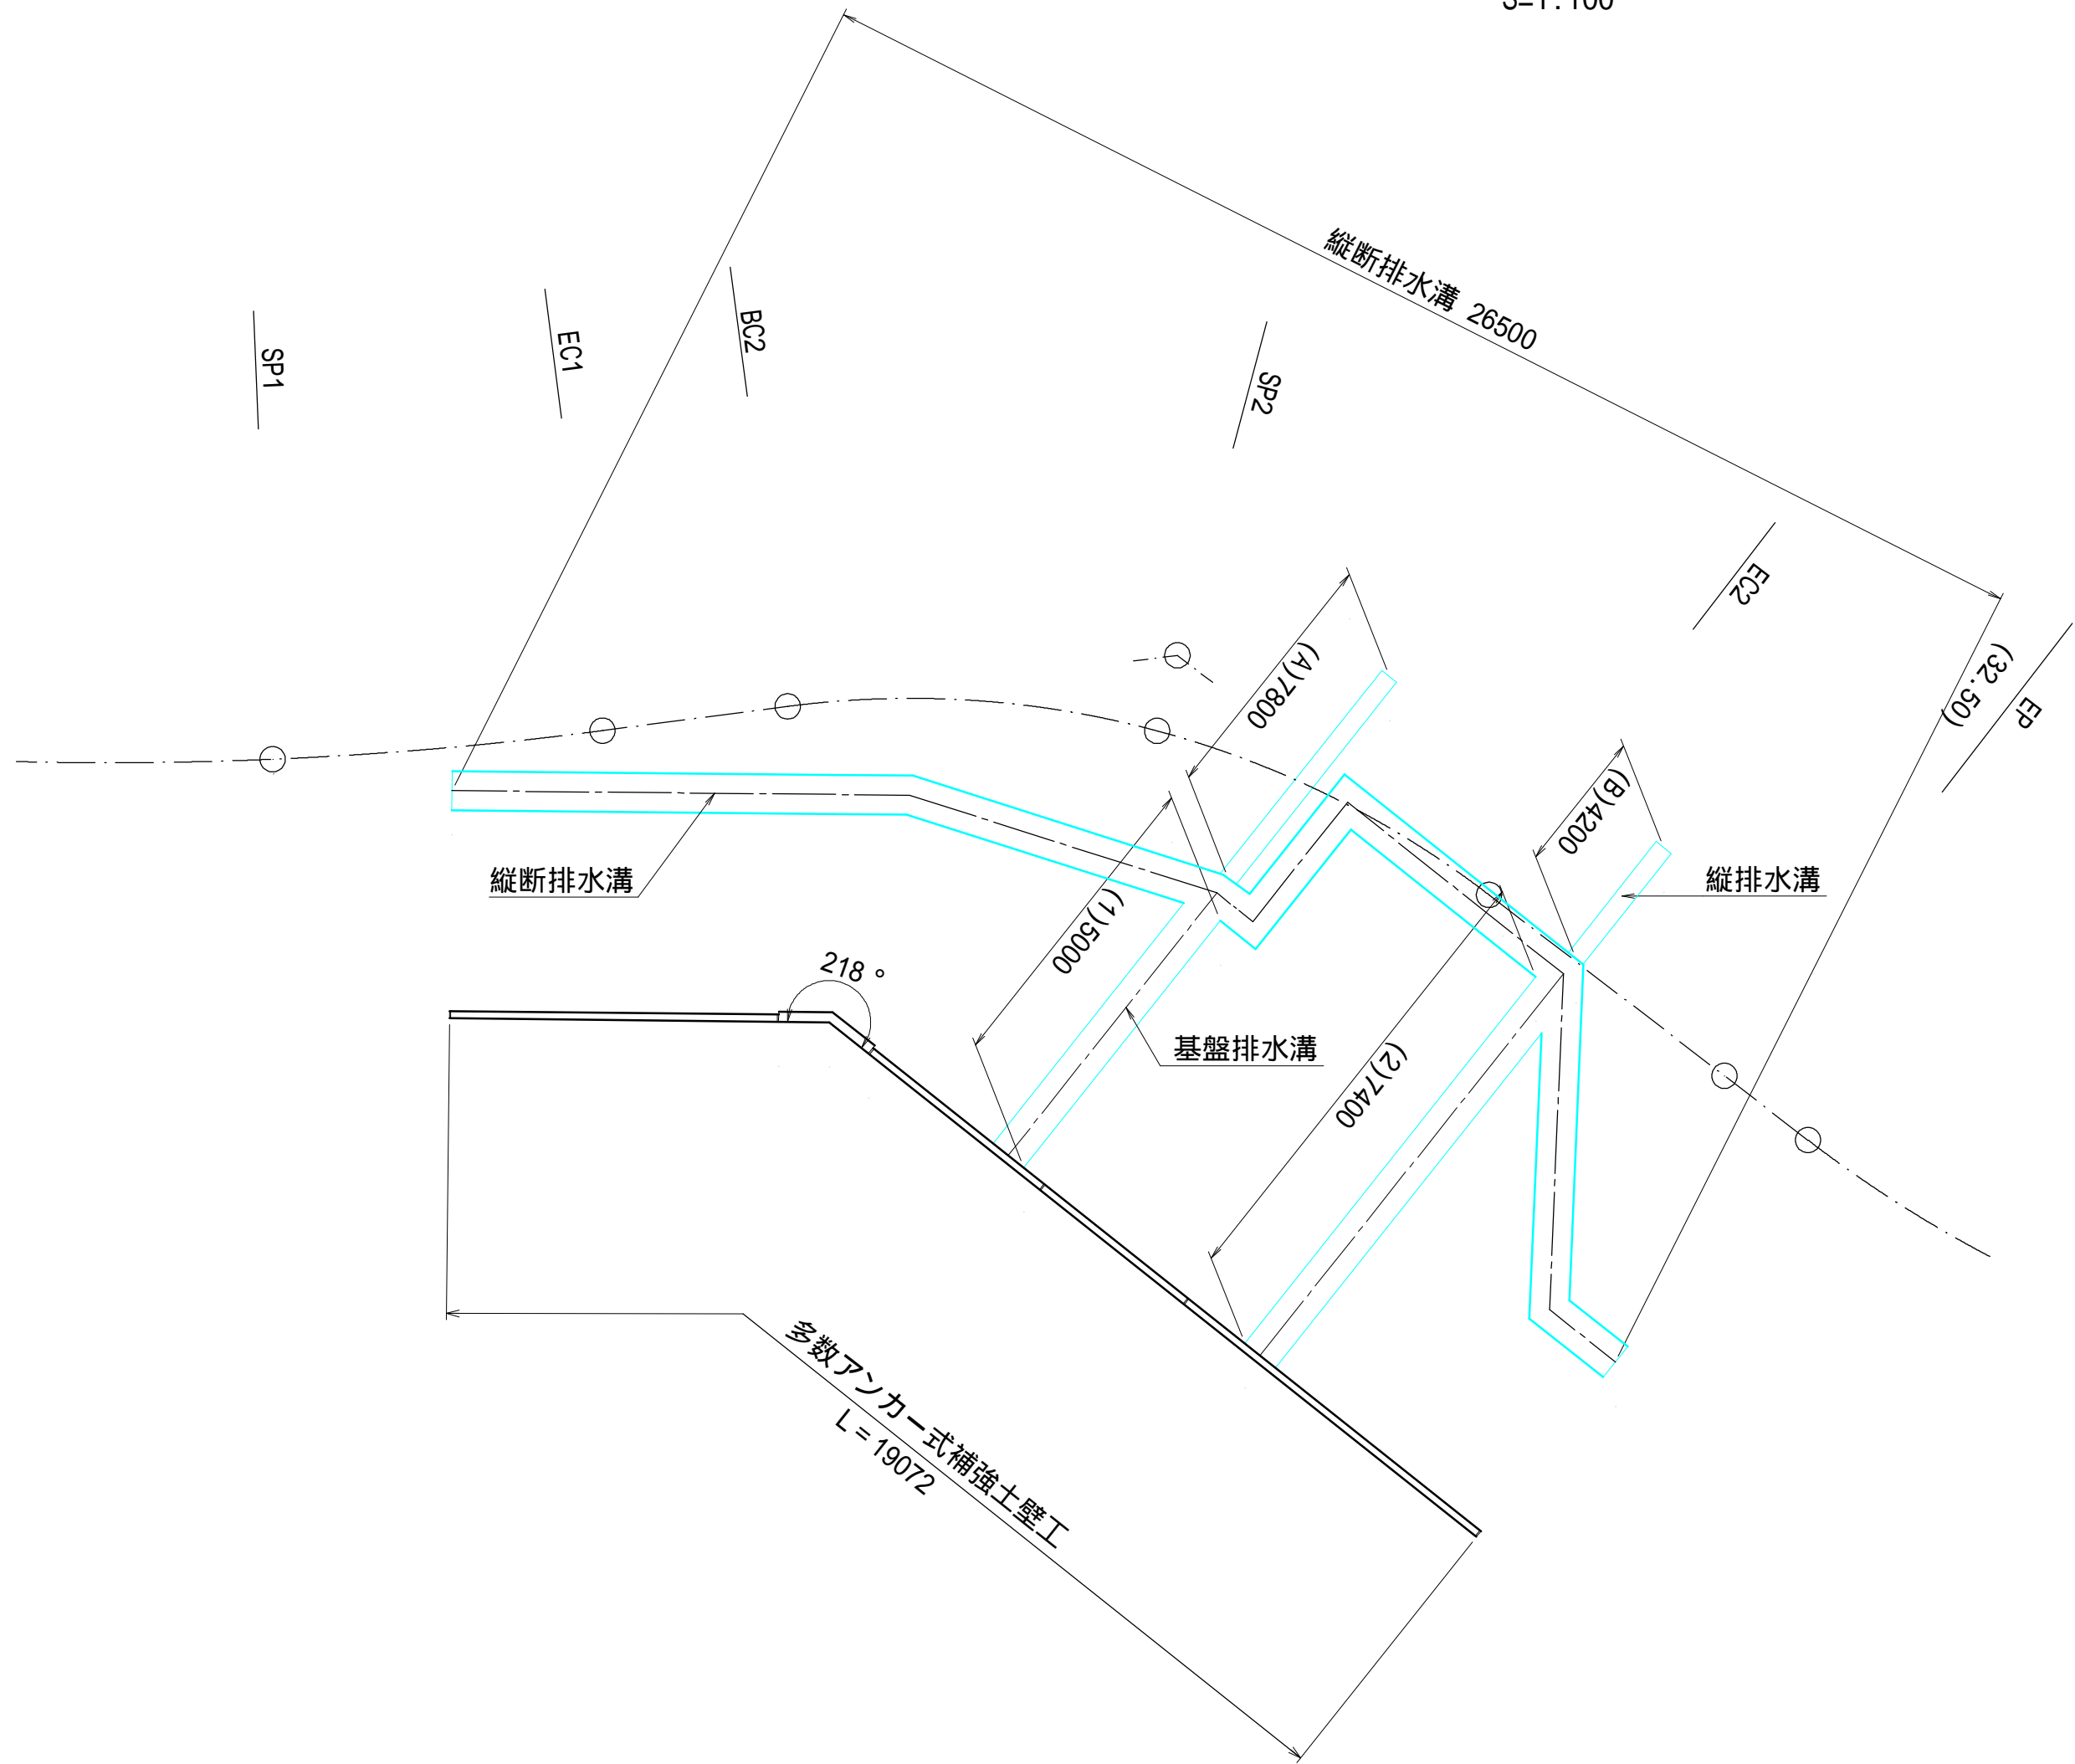 S=1:100
縦断排水溝 26500
SP1
EC1
BC2
SP2
EC2
(32.50)
EP
(A)7800
(B)4200
縦断排水溝
縦排水溝
(1)5000
218°
基盤排水溝
(2)7400
多数アンカー式補強土壁工
L=19072